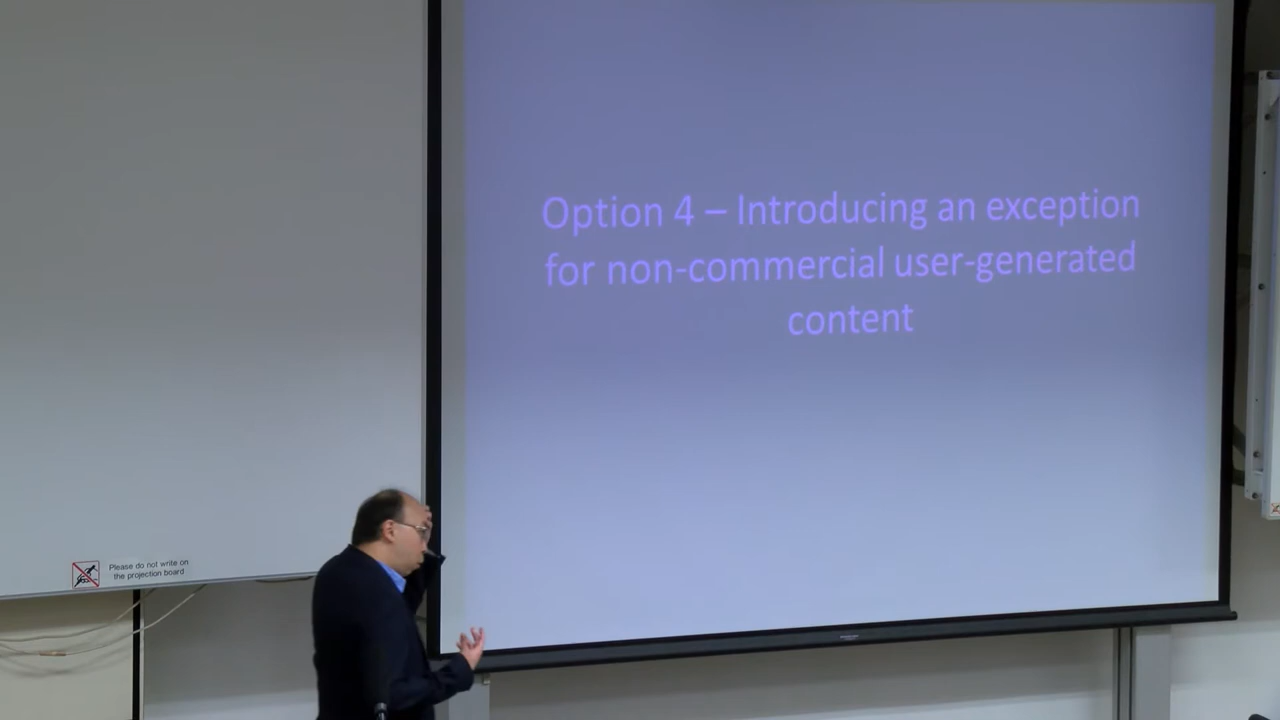 Option 4 – Introducing an exception
for non-commercial user-generated
content
Please do not write on
the projection board